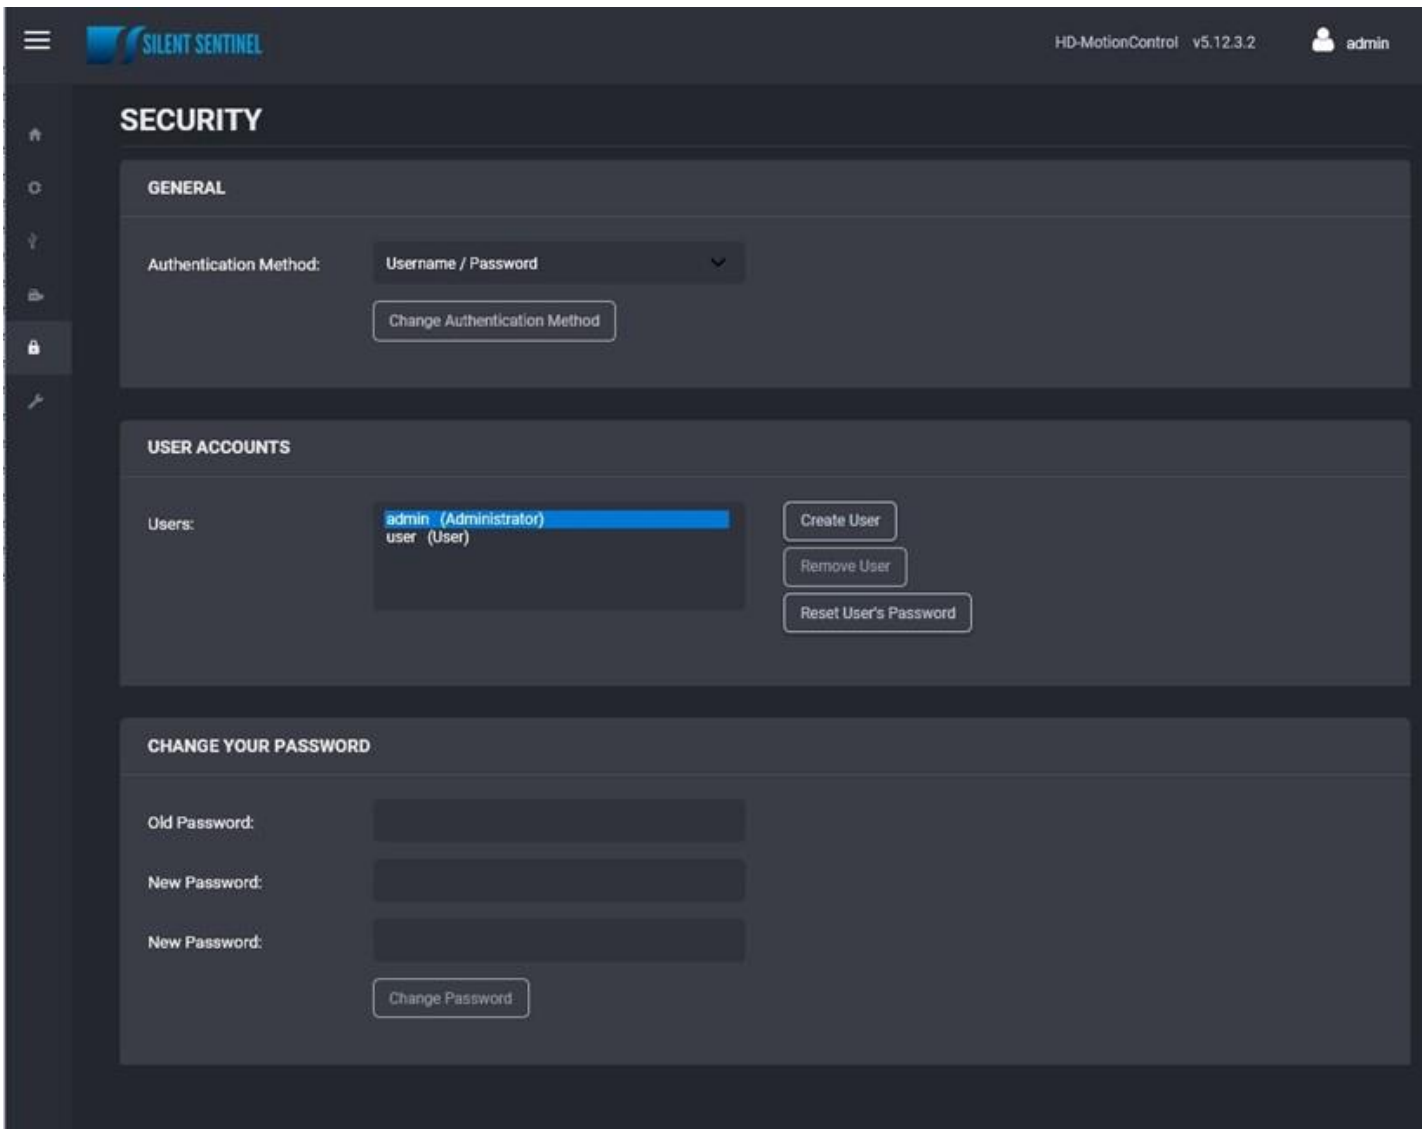 SILENT SENTINEL
HD-MotionControl v5.12.3.2
admin
SECURITY
GENERAL
Authentication Method:
Username / Password
Change Authentication Method
USER ACCOUNTS
Users:
admin (Administrator)
user (User)
Create User
Remove User
Reset User's Password
CHANGE YOUR PASSWORD
Old Password:
New Password:
New Password:
Change Password